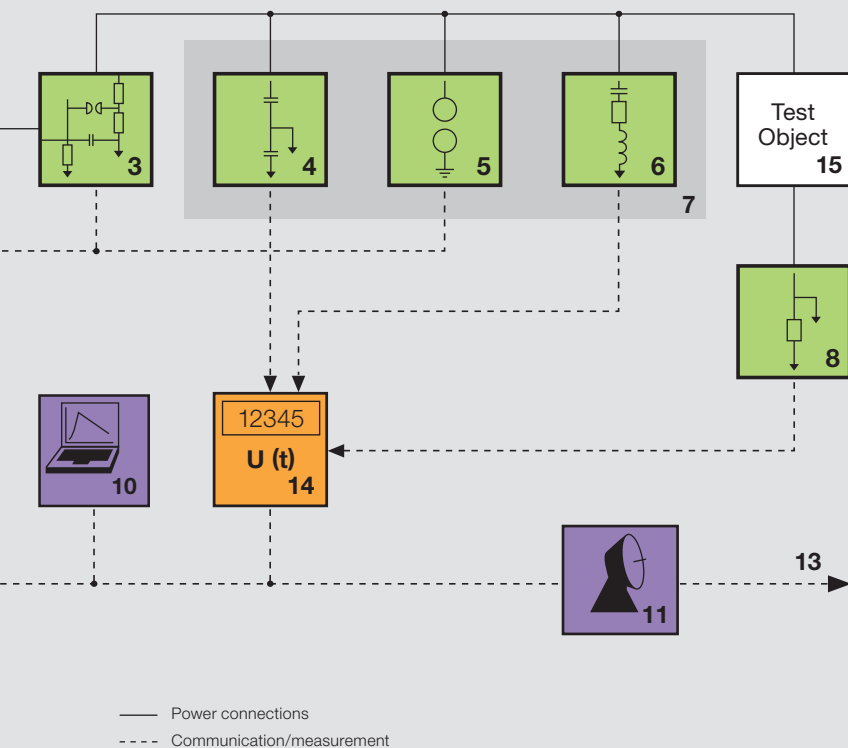 3
4
5
6
7
Test
Object
15
8
12345
U (t)
14
10
13
11
Power connections
Communication/measurement